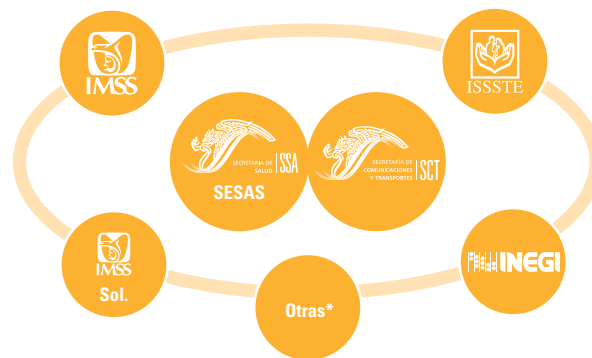 IMSS
ISSSTE
SECRETARÍA DE
SALUD
SSA
SESAS
SECRETARÍA DE
COMUNICACIONES
Y TRANSPORTES
SCT
IMSS
Sol.
Otras*
INEGI